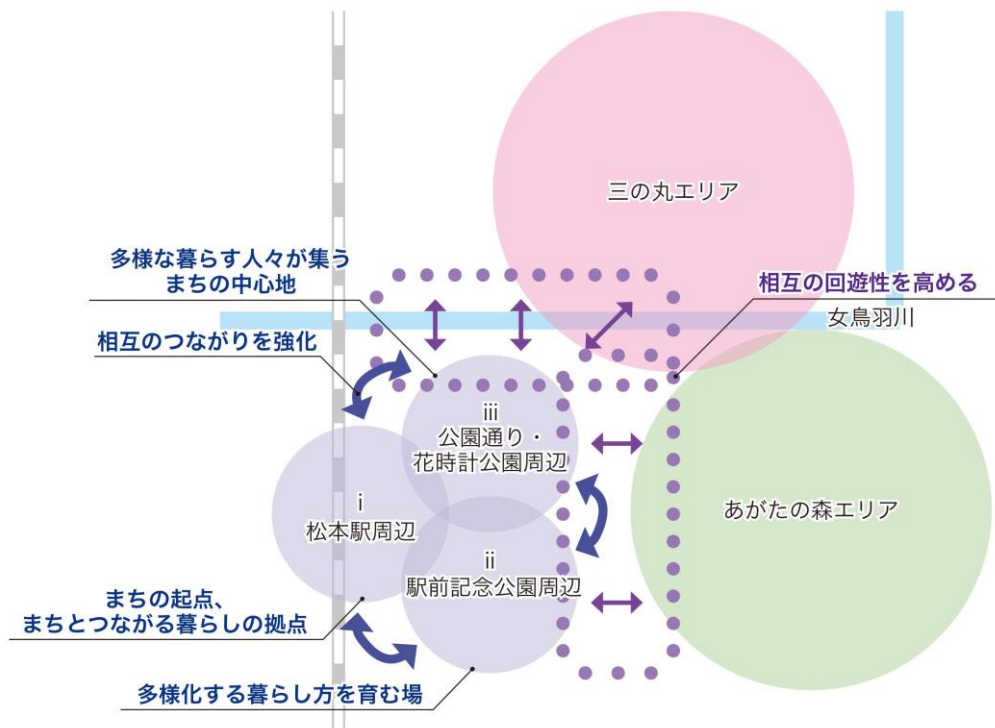 三の丸エリア
多様な暮らす人々が集う
まちの中心地
相互の回遊性を高める
女鳥羽川
相互のつながりを強化
iii
公園通り・
花時計公園周辺
i
松本駅周辺
あがたの森エリア
ii
駅前記念公園周辺
まちの起点、
まちとつながる暮らしの拠点
多様化する暮らし方を育む場